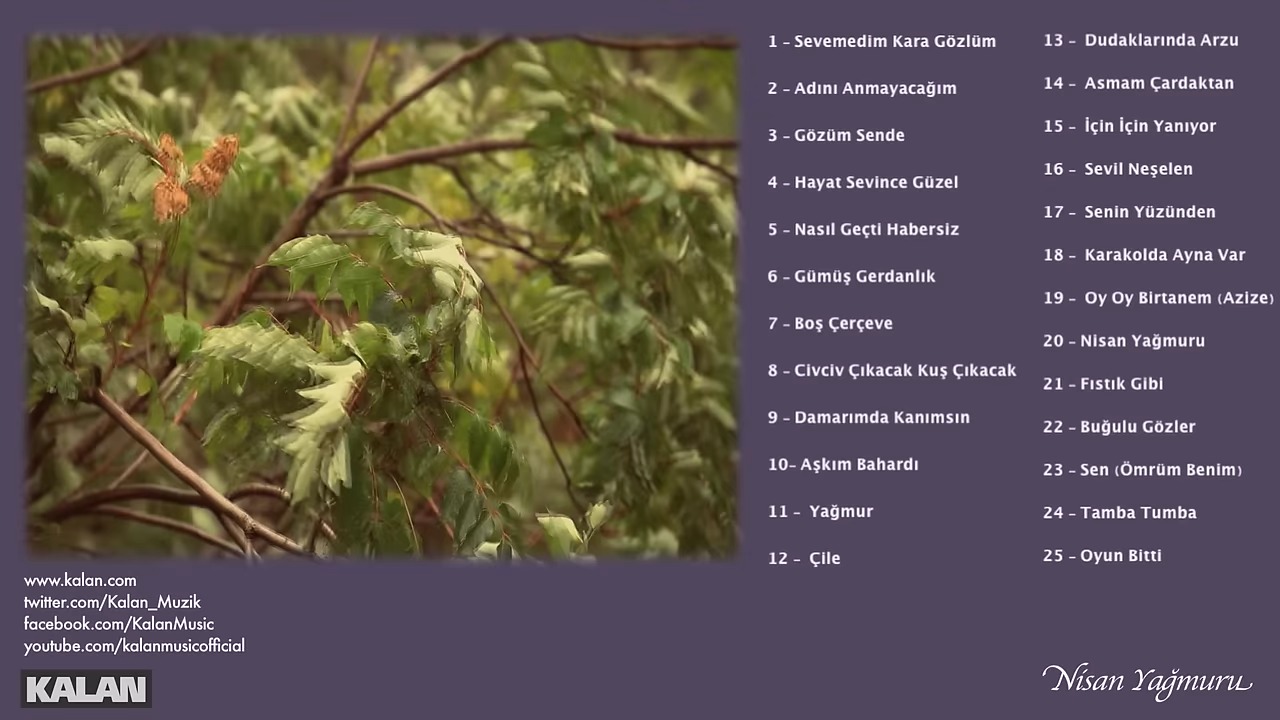 1 – Sevemedim Kara Gözlüm
2 – Adını Anmayacağım
3 – Gözüm Sende
4 – Hayat Sevince Güzel
5 – Nasıl Geçti Habersiz
6 – Gümüş Gerdanlık
7 – Boş Çerçeve
8 – Civciv Çıkacak Kuş Çıkacak
9 – Damarımda Kanımsın
10– Aşkım Bahardı
11 – Yağmur
12 – Çile
13 – Dudaklarında Arzu
14 – Asmam Çardaktan
15 – İçin İçin Yanıyor
16 – Sevil Neşelen
17 – Senin Yüzünden
18 – Karakolda Ayna Var
19 – Oy Oy Birtanem (Azize)
20 – Nisan Yağmuru
21 – Fıstık Gibi
22 – Buğulu Gözler
23 – Sen (Ömrüm Benim)
24 – Tamba Tumba
25 – Oyun Bitti
www.kalan.com
twitter.com/Kalan_Muzik
facebook.com/KalanMusic
youtube.com/kalanmusicofficial
KALAN
Nisan Yağmuru